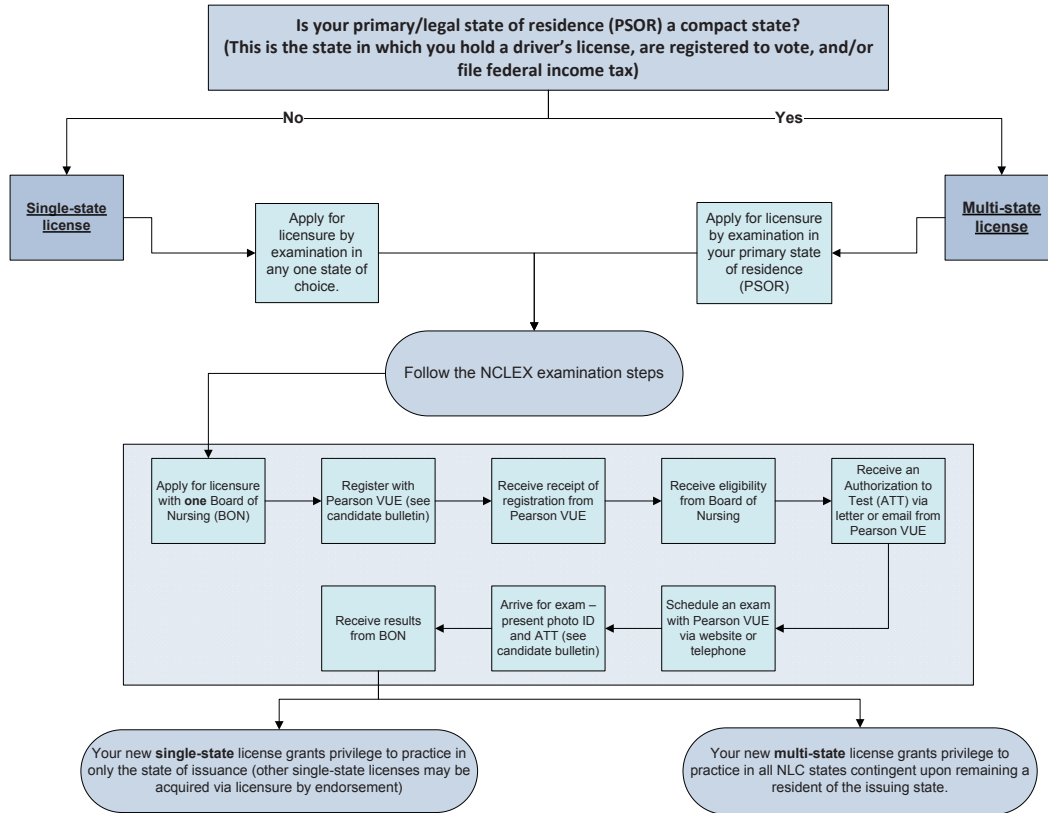 Is your primary/legal state of residence (PSOR) a compact state?
(This is the state in which you hold a driver's license, are registered to vote, and/or
file federal income tax)
No
Yes
Single-state
license
Apply for
licensure by
examination in
any one state of
choice.
Apply for licensure
by examination in
your primary state
of residence
(PSOR)
Multi-state
license
Follow the NCLEX examination steps
Apply for licensure
with one Board of
Nursing (BON)
Register with
Pearson VUE (see
candidate bulletin)
Receive receipt of
registration from
Pearson VUE
Receive eligibility
from Board of
Nursing
Receive an
Authorization to
Test (ATT) via
letter or email from
Pearson VUE
Schedule an exam
with Pearson VUE
via website or
telephone
Arrive for exam –
present photo ID
and ATT (see
candidate bulletin)
Receive results
from BON
Your new single-state license grants privilege to practice in
only the state of issuance (other single-state licenses may be
acquired via licensure by endorsement)
Your new multi-state license grants privilege to
practice in all NLC states contingent upon remaining a
resident of the issuing state.